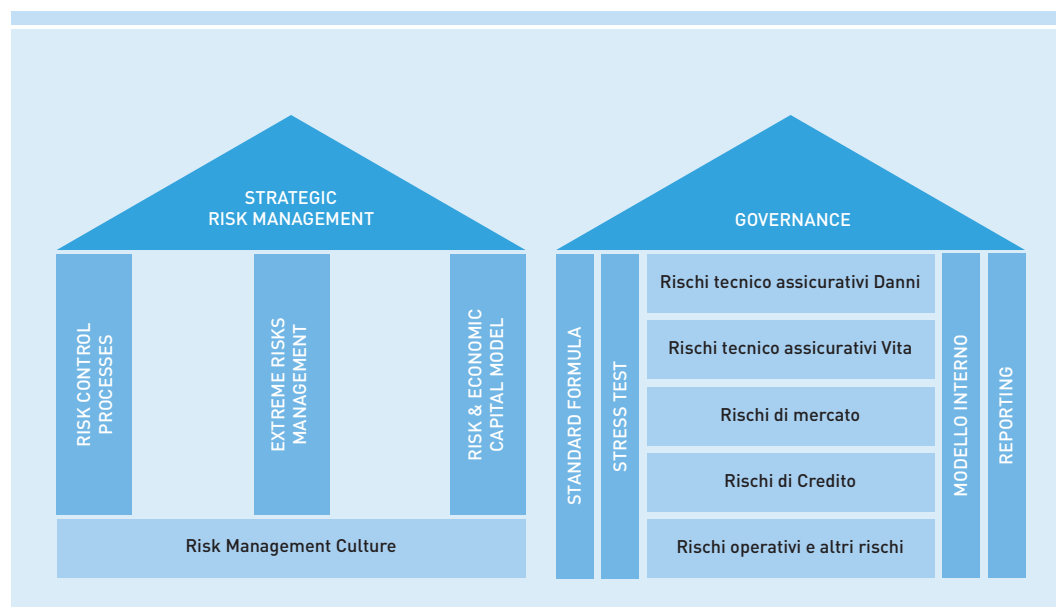 STRATEGIC
RISK MANAGEMENT
RISK CONTROL
PROCESSES
EXTREME RISKS
MANAGEMENT
RISK & ECONOMIC
CAPITAL MODEL
Risk Management Culture
GOVERNANCE
STANDARD FORMULA
STRESS TEST
Rischi tecnico assicurativi Danni
Rischi tecnico assicurativi Vita
Rischi di mercato
Rischi di Credito
Rischi operativi e altri rischi
MODELLO INTERNO
REPORTING